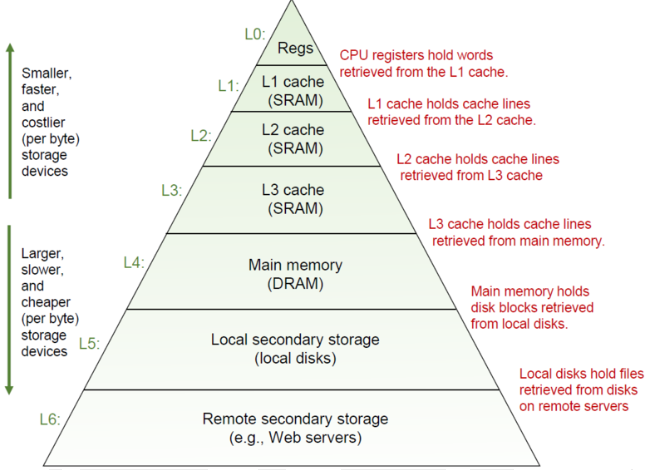 L0:
Regs
CPU registers hold words
retrieved from the L1 cache.
L1:
L1 cache
(SRAM)
L1 cache holds cache lines
retrieved from the L2 cache.
L2:
L2 cache
(SRAM)
L2 cache holds cache lines
retrieved from L3 cache
L3:
L3 cache
(SRAM)
L3 cache holds cache lines
retrieved from main memory.
L4:
Main memory
(DRAM)
Main memory holds
disk blocks retrieved
from local disks.
L5:
Local secondary storage
(local disks)
Local disks hold files
retrieved from disks
on remote servers
L6:
Remote secondary storage
(e.g., Web servers)
Smaller,
faster,
and
costlier
(per byte)
storage
devices
Larger,
slower,
and
cheaper
(per byte)
storage
devices